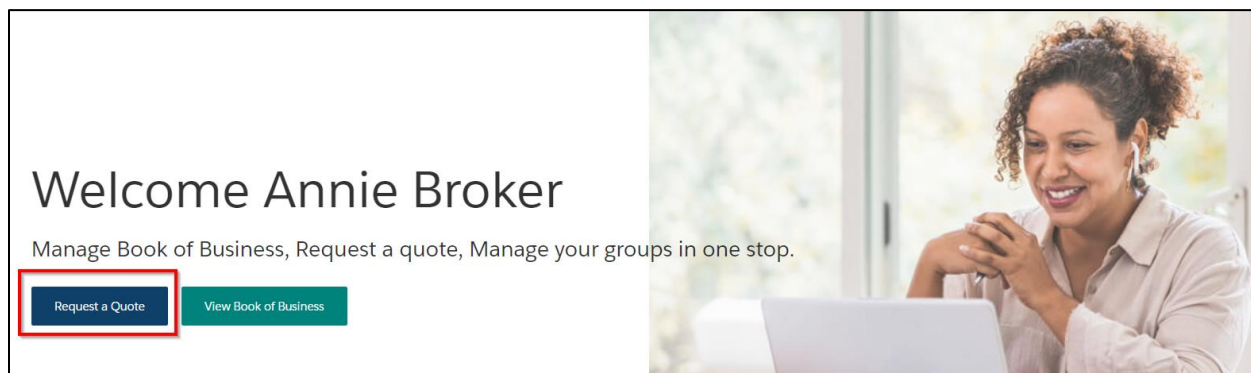 Welcome Annie Broker
Manage Book of Business, Request a quote, Manage your groups in one stop.
Request a Quote
View Book of Business